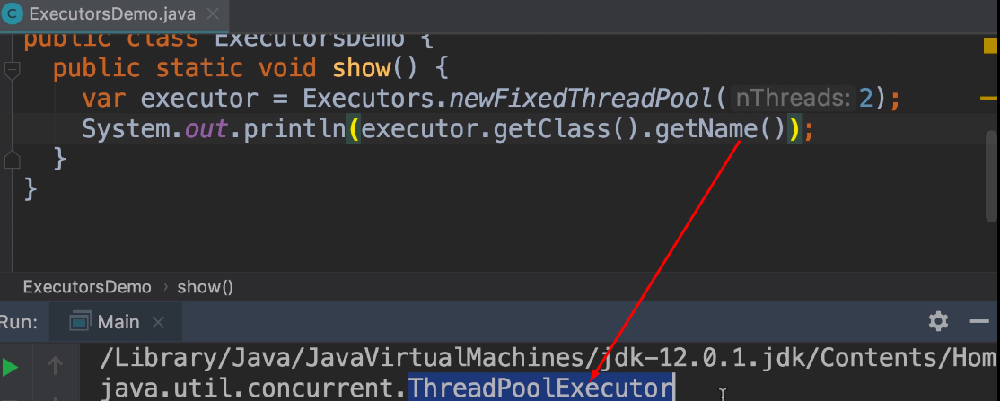 ExecutorsDemo.java
public class ExecutorsDemo {
public static void show() {
var executor = Executors.newFixedThreadPool( nThreads: 2);
System.out.println(executor.getClass().getName());
}
}
ExecutorsDemo › show()
Run: Main
/Library/Java/JavaVirtualMachines/jdk-12.0.1.jdk/Contents/Hom
java.util.concurrent.ThreadPoolExecutor